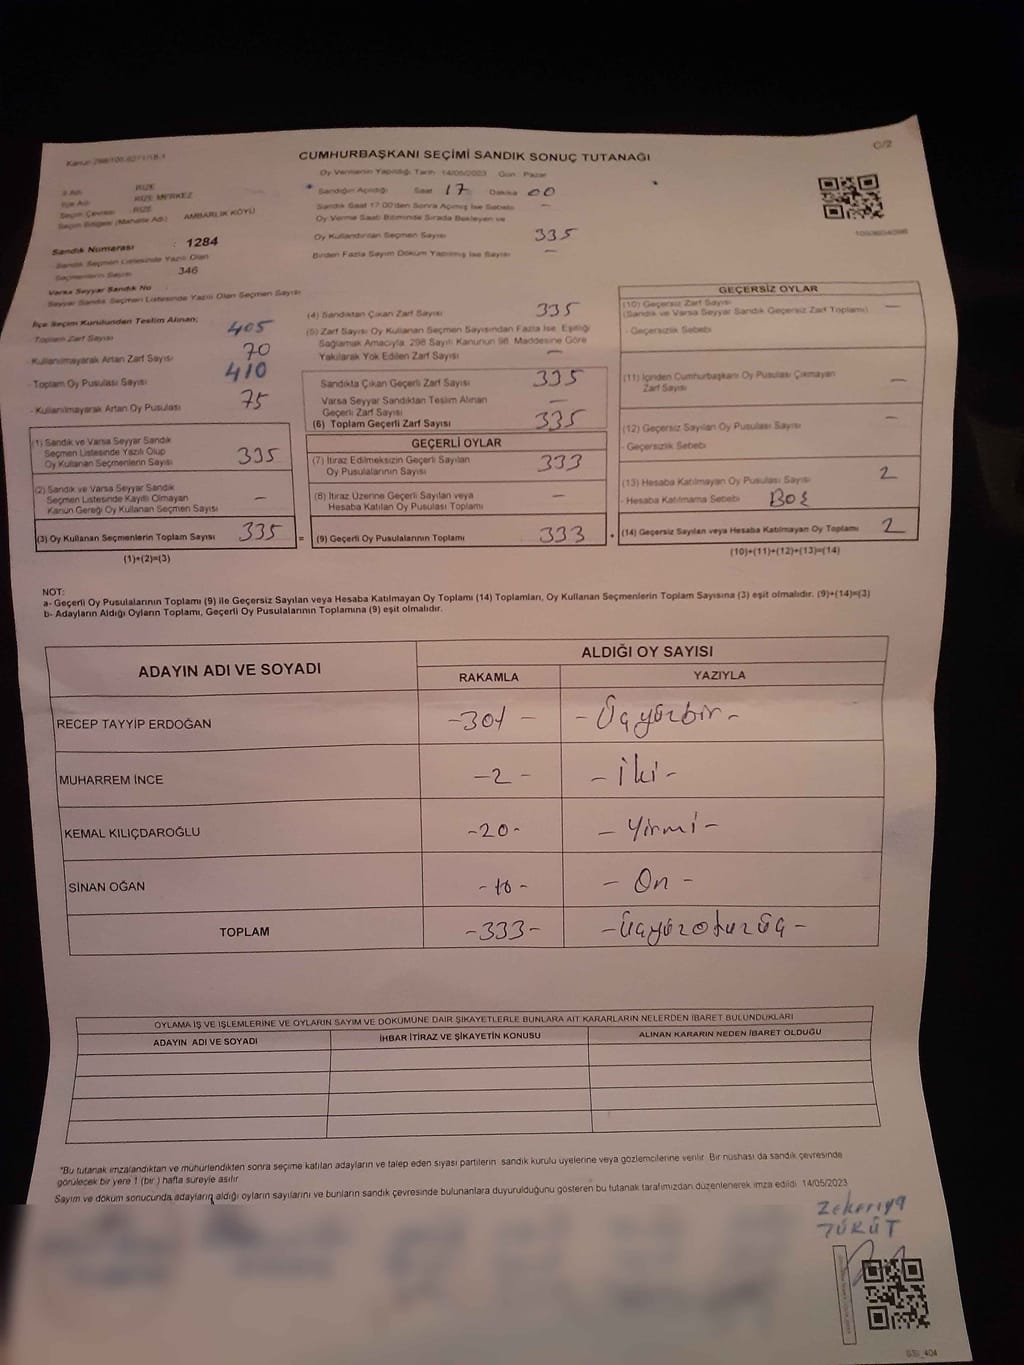 C/2
CUMHURBAŞKANI SEÇİMİ SANDIK SONUÇ TUTANAĞI
Oy Vermenin Yapıldığı Tarih 14/05/2023 Gün Pazar
İl Adı RİZE
İlçe Adı RİZE MERKEZ
Seçim Çevresi : RİZE
Seçim Bölgesi (Mahalle Adı) AMBARLIK KÖYÜ
Sandık Numarası : 1284
Sandık Seçmen Listesinde Yazılı Olan
Seçmenlerin Sayısı 346
Sandığın Açıldığı Saat 17 Dakika 00
Sandık Saat 17.00'den Sonra Açılmış İse Sebebi —
Oy Verme Saati Bitiminde Sırada Bekleyen ve
Oy Kullandırılan Seçmen Sayısı 335
Birden Fazla Sayım Döküm Yapılmış İse Sayısı —
Varsa Seyyar Sandık No
Seyyar Sandık Seçmen Listesinde Yazılı Olan Seçmen Sayısı
İlçe Seçim Kurulundan Teslim Alınan;
- Toplam Zarf Sayısı 405
- Kullanılmayarak Artan Zarf Sayısı 70
- Toplam Oy Pusulası Sayısı 410
- Kullanılmayarak Artan Oy Pusulası 75
(1) Sandık ve Varsa Seyyar Sandık
Seçmen Listesinde Yazılı Olup
Oy Kullanan Seçmenlerin Sayısı 335
(2) Sandık ve Varsa Seyyar Sandık
Seçmen Listesinde Kayıtlı Olmayan
Kanun Gereği Oy Kullanan Seçmen Sayısı —
(3) Oy Kullanan Seçmenlerin Toplam Sayısı 335 =
(1)+(2)=(3)
(4) Sandıktan Çıkan Zarf Sayısı 335
(5) Zarf Sayısı Oy Kullanan Seçmen Sayısından Fazla İse, Eşitliği
Sağlamak Amacıyla, 298 Sayılı Kanunun 98. Maddesine Göre
Yakılarak Yok Edilen Zarf Sayısı —
Sandıkta Çıkan Geçerli Zarf Sayısı 335
Varsa Seyyar Sandıktan Teslim Alınan
Geçerli Zarf Sayısı —
(6) Toplam Geçerli Zarf Sayısı 335
GEÇERLİ OYLAR
(7) İtiraz Edilmeksizin Geçerli Sayılan
Oy Pusulalarının Sayısı 333
(8) İtiraz Üzerine Geçerli Sayılan veya
Hesaba Katılan Oy Pusulası Toplamı —
(9) Geçerli Oy Pusulalarının Toplamı 333 +
GEÇERSİZ OYLAR
(10) Geçersiz Zarf Sayısı —
(Sandık ve Varsa Seyyar Sandık Geçersiz Zarf Toplamı)
- Geçersizlik Sebebi
(11) İçinden Cumhurbaşkanı Oy Pusulası Çıkmayan
Zarf Sayısı —
(12) Geçersiz Sayılan Oy Pusulası Sayısı —
- Geçersizlik Sebebi
(13) Hesaba Katılmayan Oy Pusulası Sayısı 2
- Hesaba Katılmama Sebebi BOŞ
(14) Geçersiz Sayılan veya Hesaba Katılmayan Oy Toplamı 2
(10)+(11)+(12)+(13)=(14)
NOT:
a- Geçerli Oy Pusulalarının Toplamı (9) ile Geçersiz Sayılan veya Hesaba Katılmayan Oy Toplamı (14) Toplamları, Oy Kullanan Seçmenlerin Toplam Sayısına (3) eşit olmalıdır. (9)+(14)=(3)
b- Adayların Aldığı Oyların Toplamı, Geçerli Oy Pusulalarının Toplamına (9) eşit olmalıdır.
ADAYIN ADI VE SOYADI ALDIĞI OY SAYISI
RAKAMLA YAZIYLA
RECEP TAYYİP ERDOĞAN -301- -Üçyüzbir-
MUHARREM İNCE -2- -İki-
KEMAL KILIÇDAROĞLU -20- -Yirmi-
SİNAN OĞAN -10- -On-
TOPLAM -333- -Üçyüzotuzüç-
OYLAMA İŞ VE İŞLEMLERİNE VE OYLARIN SAYIM VE DÖKÜMÜNE DAİR ŞİKAYETLERLE BUNLARA AİT KARARLARIN NELERDEN İBARET BULUNDUKLARI
ADAYIN ADI VE SOYADI İHBAR İTİRAZ VE ŞİKAYETİN KONUSU ALINAN KARARIN NEDEN İBARET OLDUĞU
*Bu tutanak imzalandıktan ve mühürlendikten sonra seçime katılan adayların ve talep eden siyasi partilerin sandık kurulu üyelerine veya gözlemcilerine verilir. Bir nüshası da sandık çevresinde
görülecek bir yere 1 (bir) hafta süreyle asılır.
Sayım ve döküm sonucunda adayların aldığı oyların sayılarını ve bunların sandık çevresinde bulunanlara duyurulduğunu gösteren bu tutanak tarafımızdan düzenlenerek imza edildi. 14/05/2023
Zekeriya
TÜRÜT